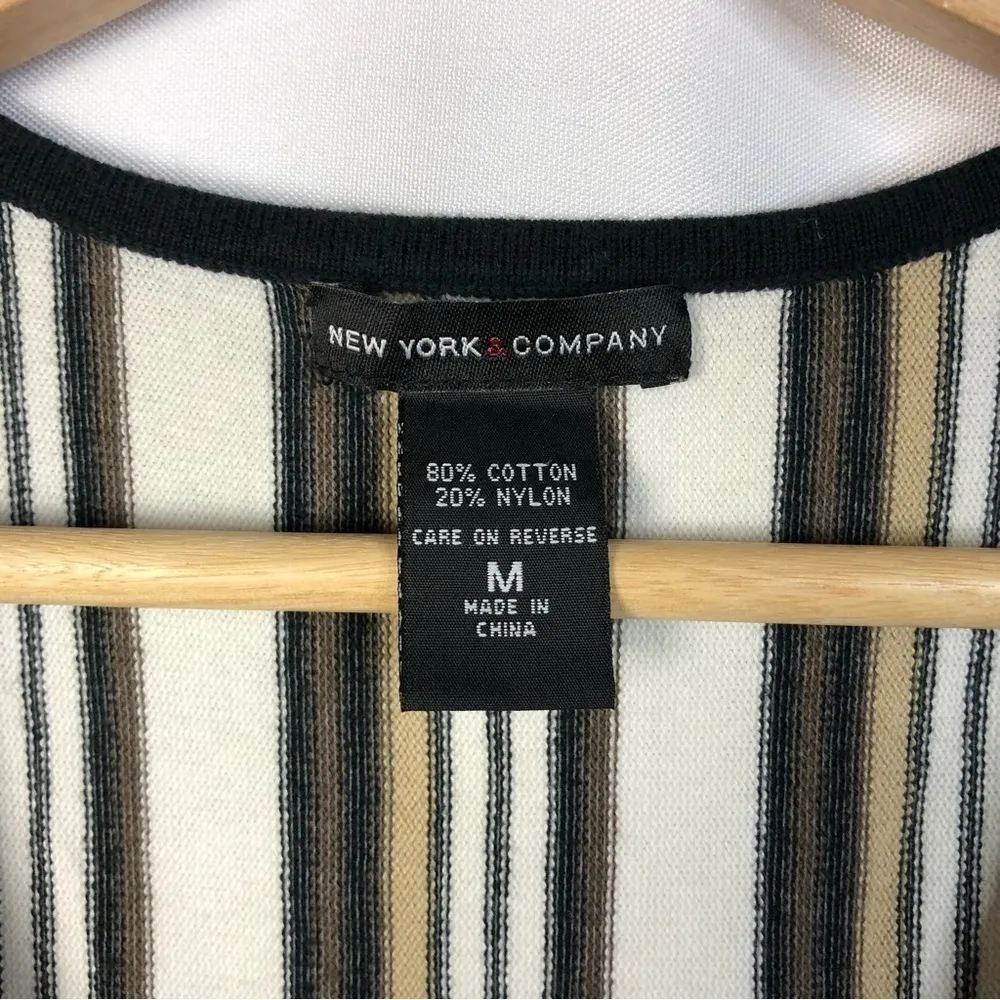 NEW YORK & COMPANY
80% COTTON
20% NYLON
CARE ON REVERSE
M
MADE IN
CHINA